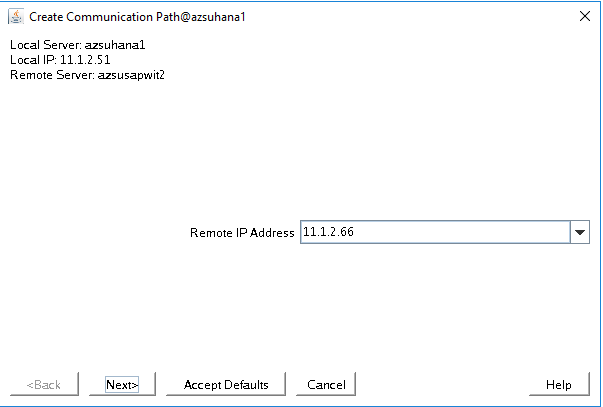 Create Communication Path@azsuhana1
Local Server: azsuhana1
Local IP: 11.1.2.51
Remote Server: azsusapwit2
Remote IP Address 11.1.2.66
<Back Next> Accept Defaults Cancel Help